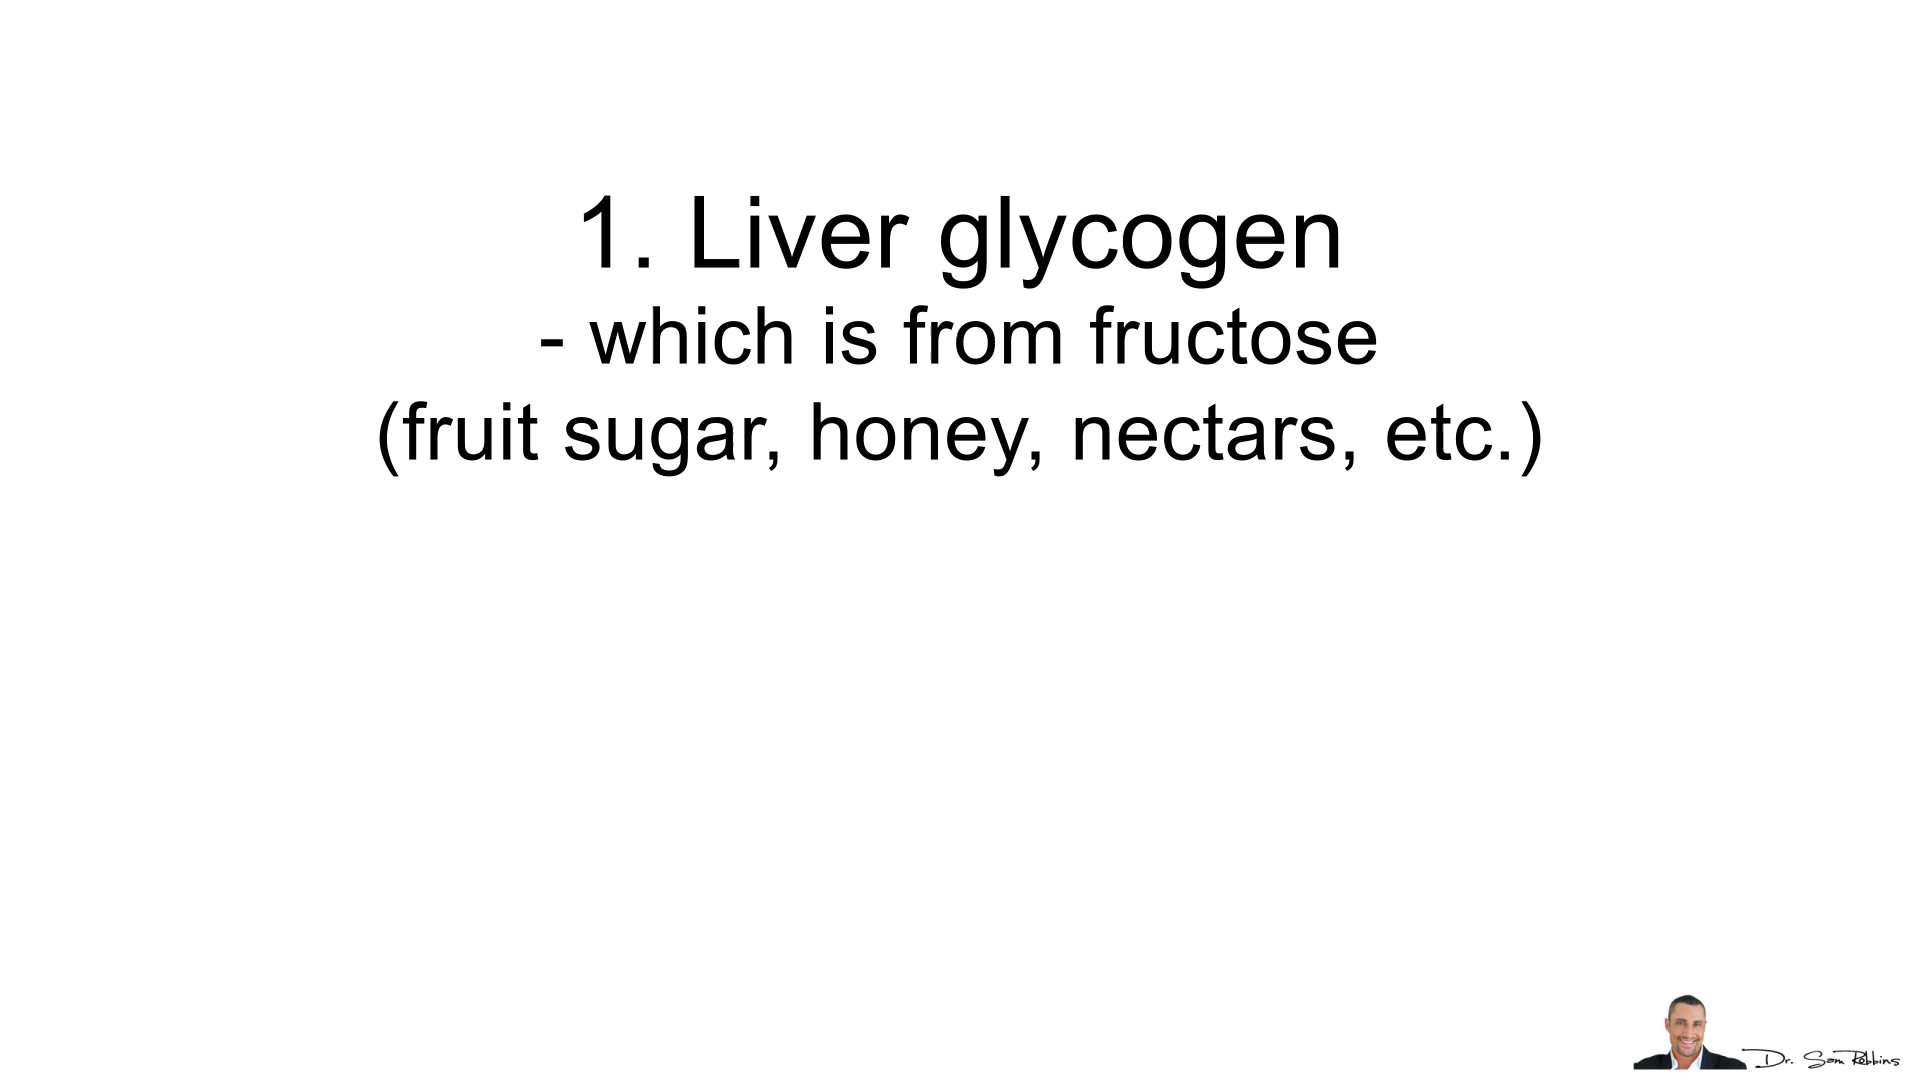 1. Liver glycogen
- which is from fructose
(fruit sugar, honey, nectars, etc.)
Dr. Sam Robbins